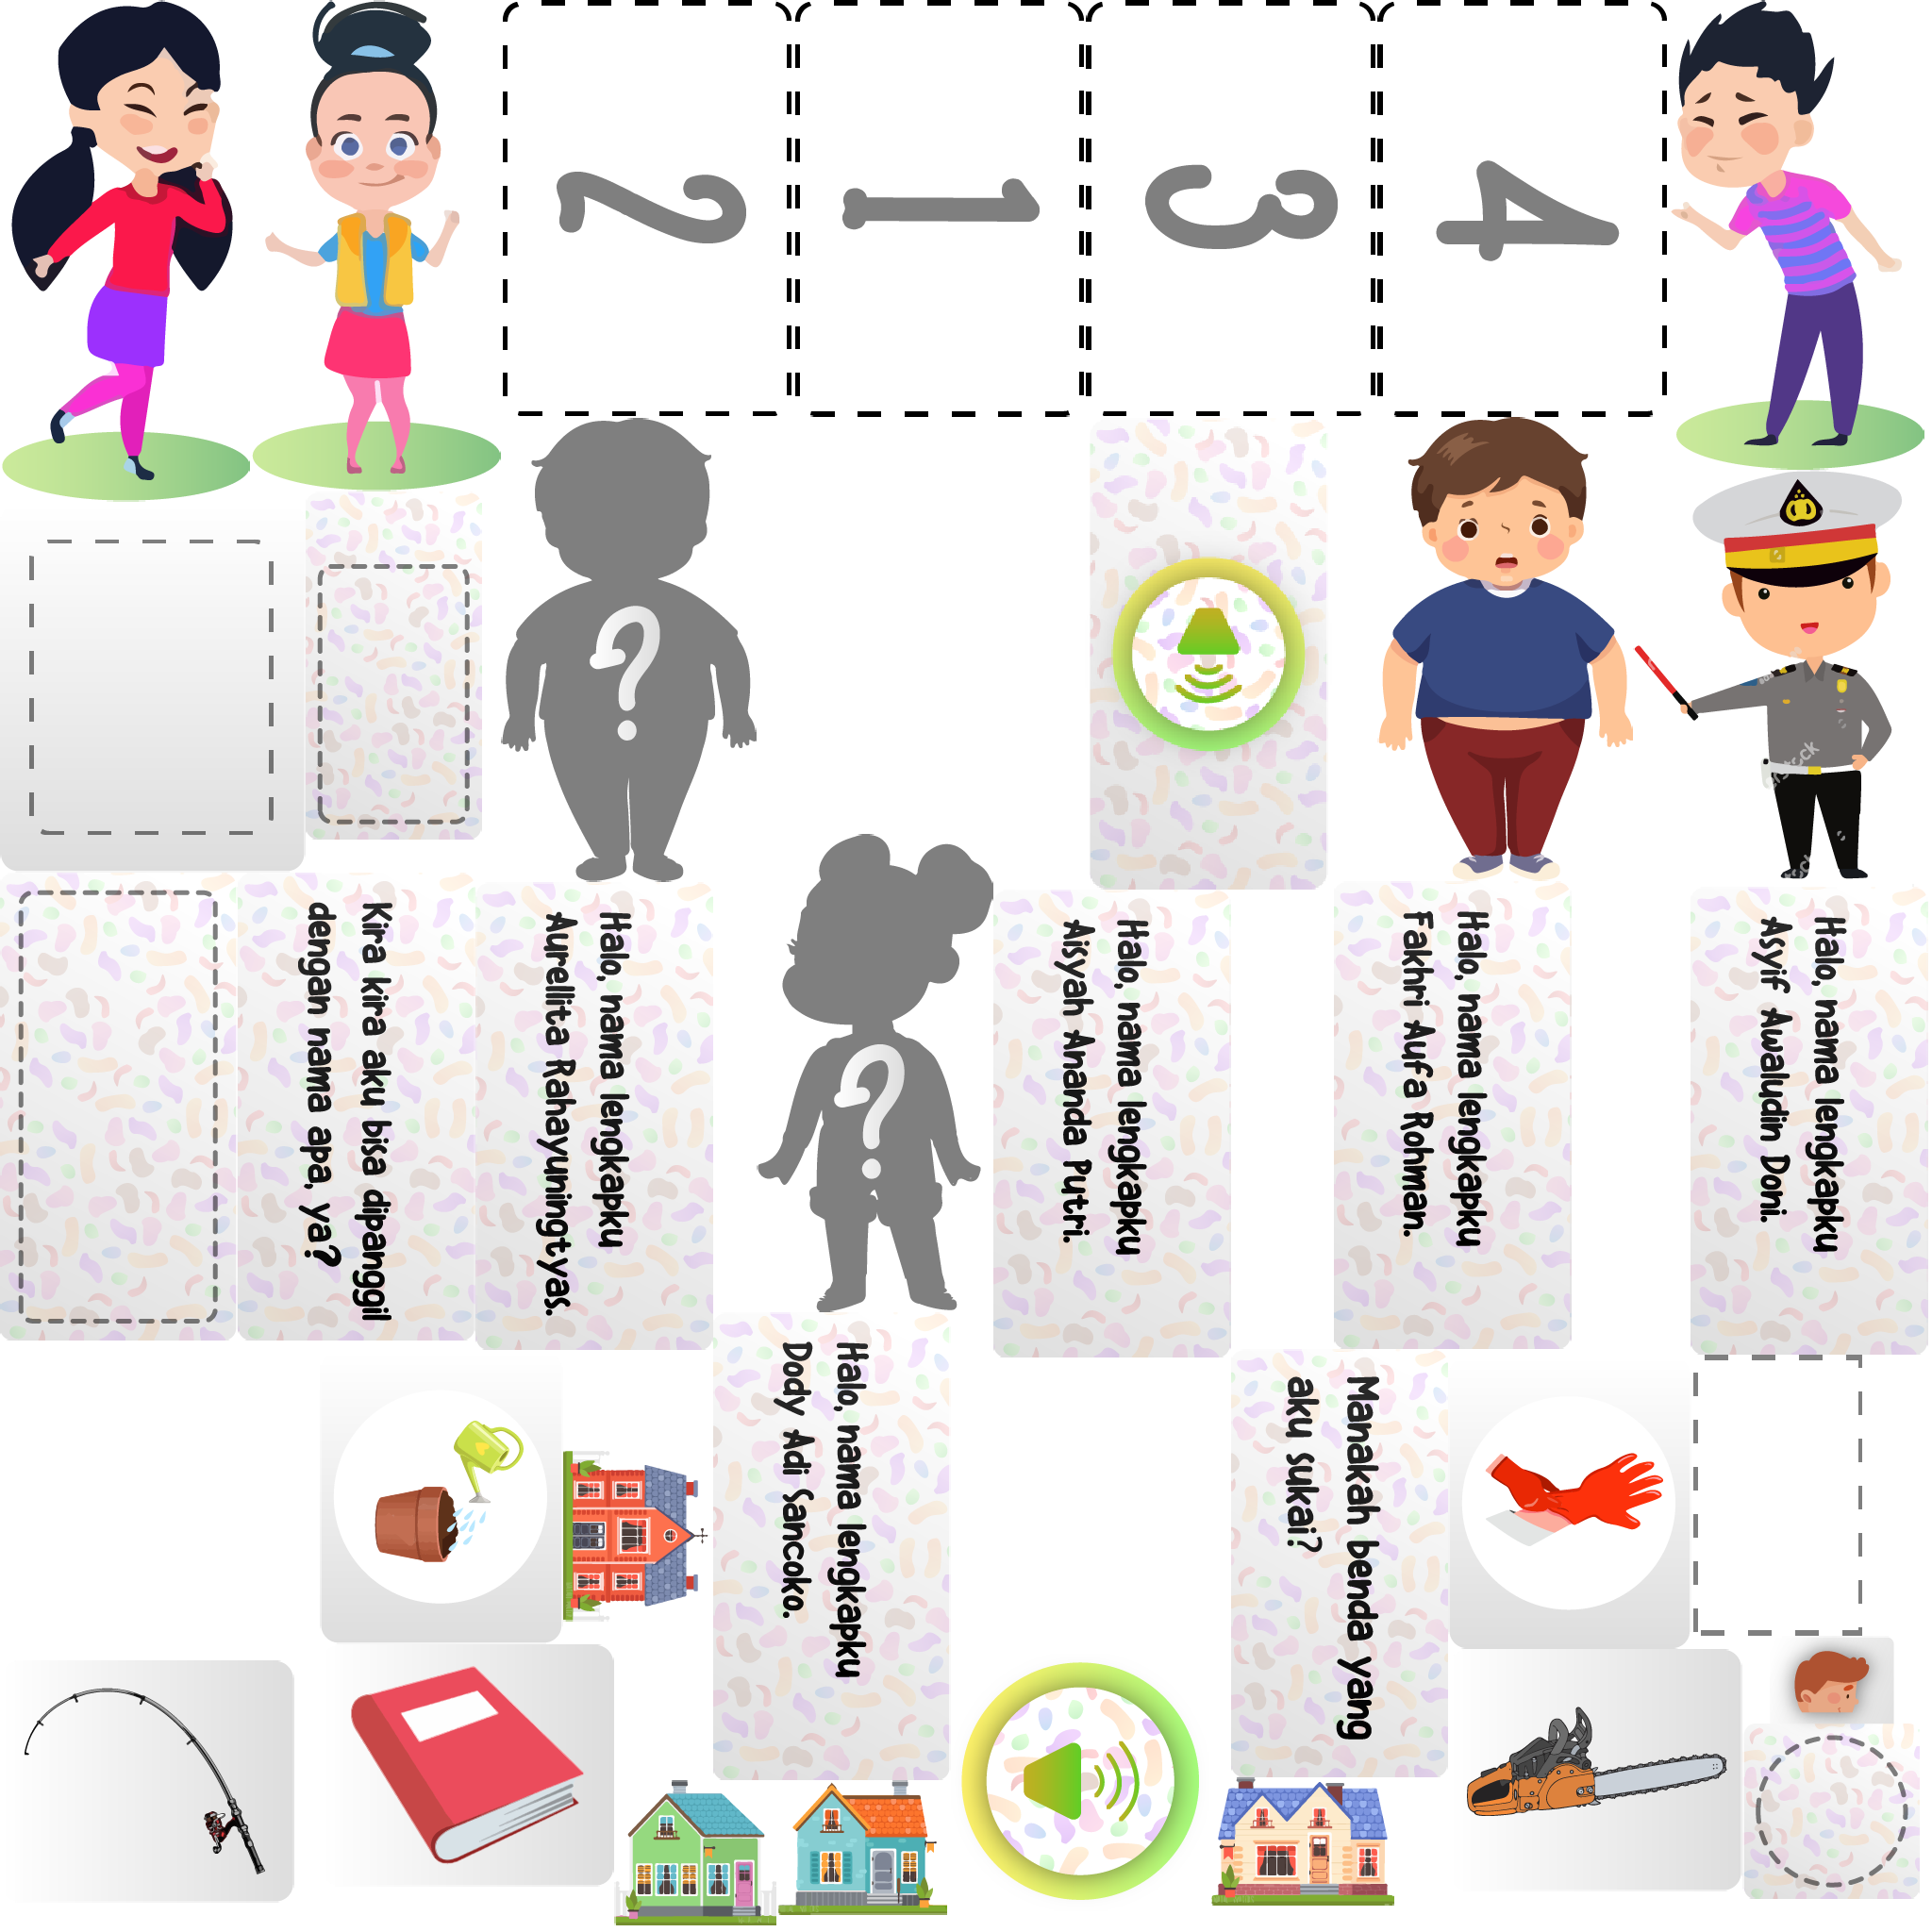 2
1
3
4
?
Kira kira aku bisa dipanggil
dengan nama apa, ya?
Halo, nama lengkapku
Aurellita Rahayuningtyas.
?
Halo, nama lengkapku
Aisyah Ananda Putri.
Halo, nama lengkapku
Fakhri Aufa Rohman.
Halo, nama lengkapku
Asyif Awaludin Doni.
Halo, nama lengkapku
Dody Adi Sancoko.
Manakah benda yang
aku sukai?